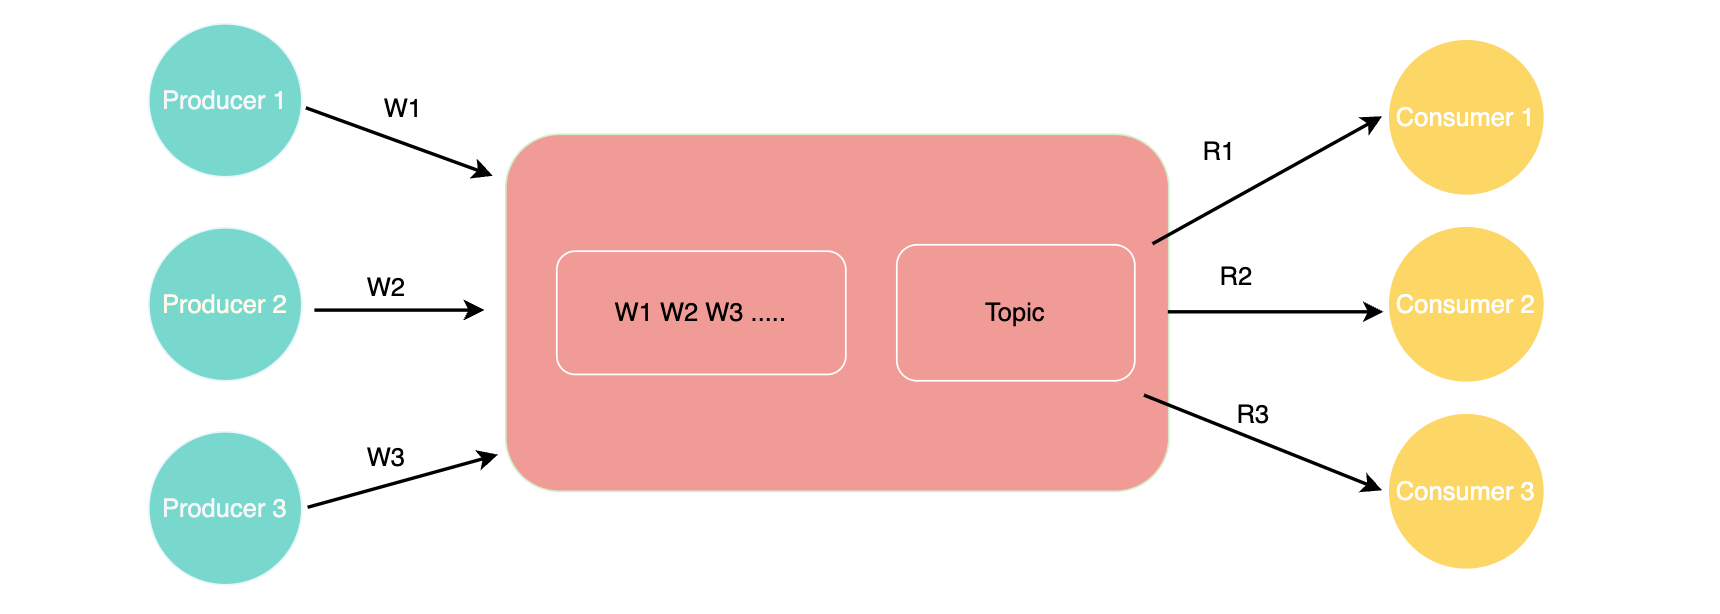 Producer 1
W1
Consumer 1
R1
Producer 2
W2
W1 W2 W3 .....
Topic
R2
Consumer 2
Producer 3
W3
R3
Consumer 3